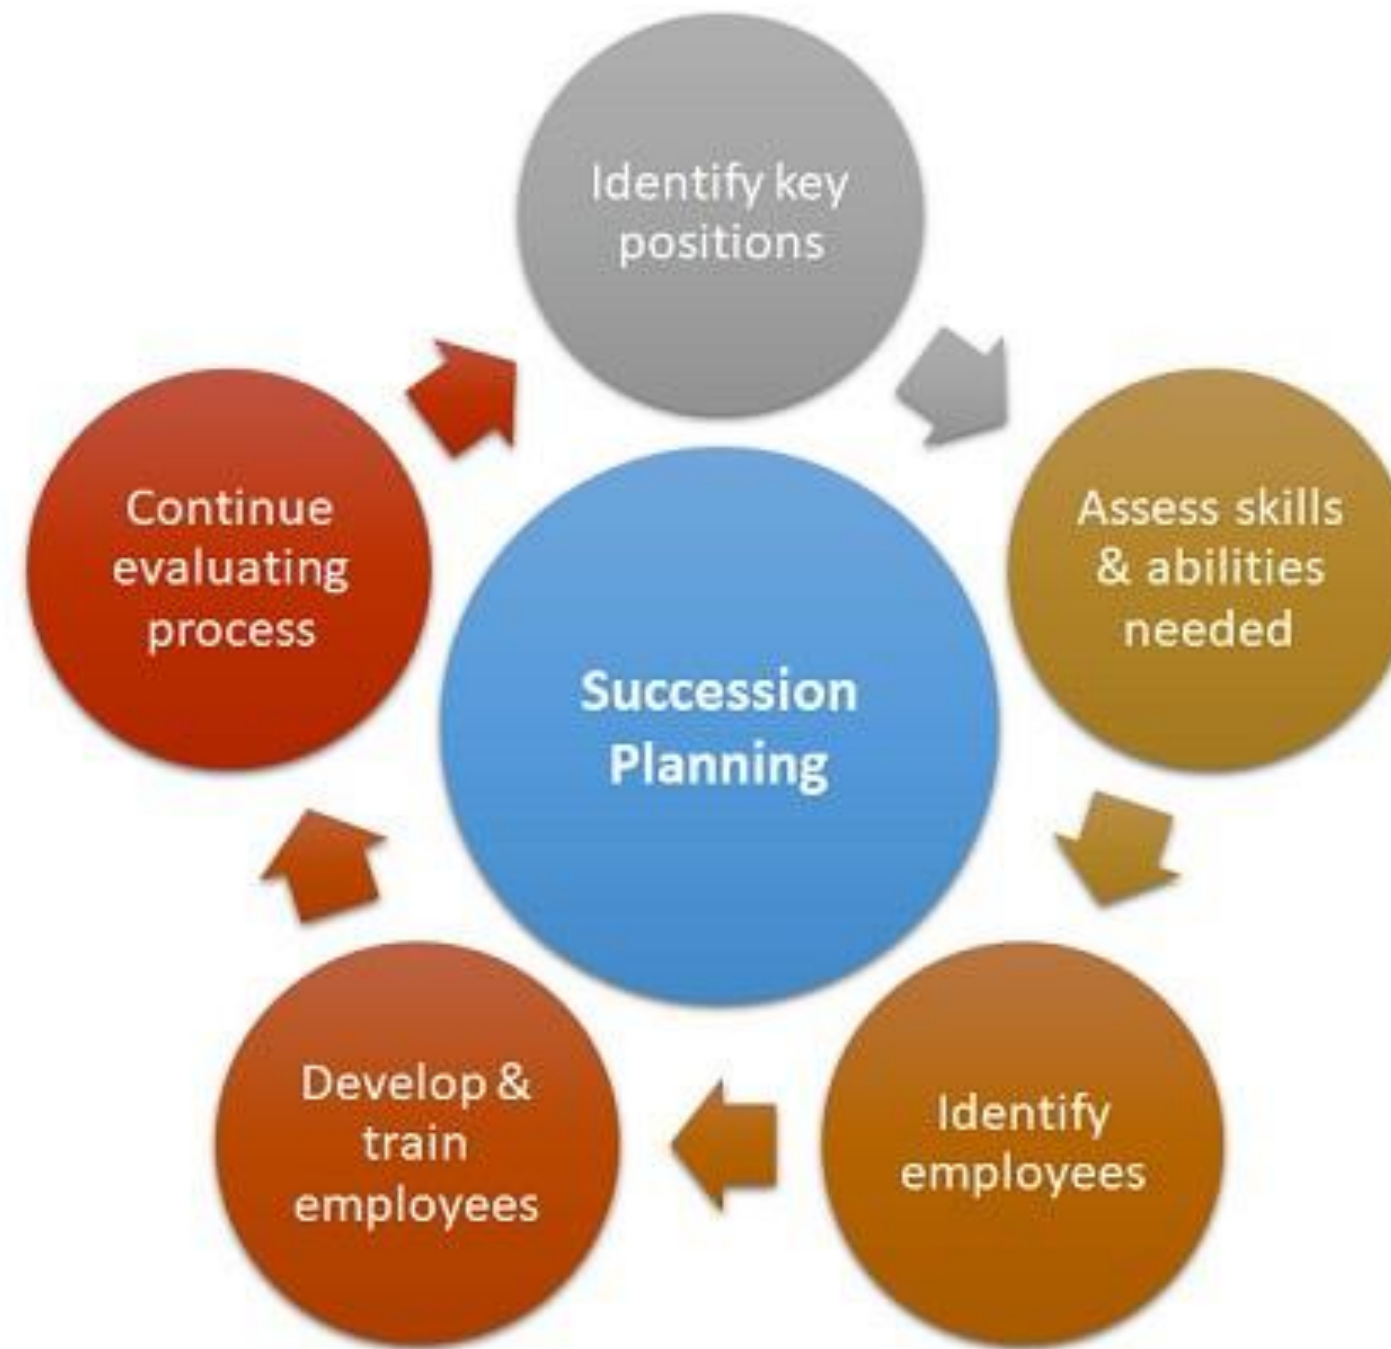 Identify key
positions
Assess skills
& abilities
needed
Identify
employees
Develop &
train
employees
Continue
evaluating
process
Succession
Planning